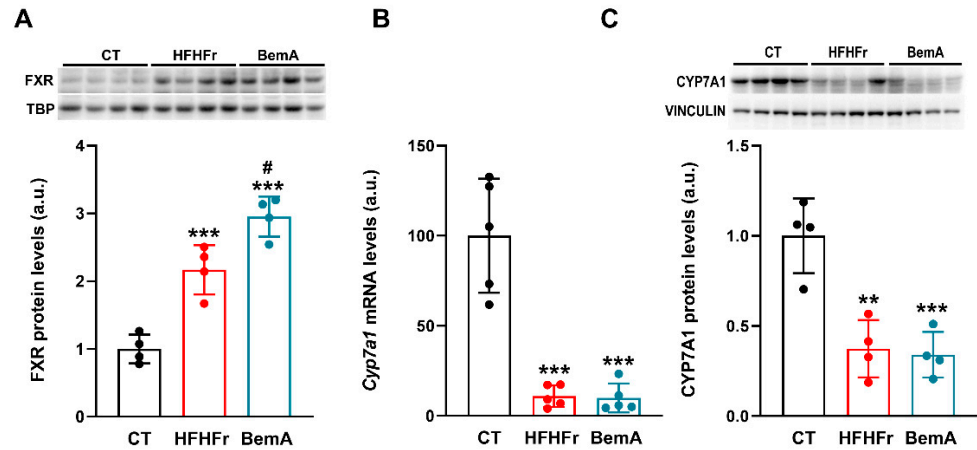 A
CT HFHFr BemA
FXR
TBP
FXR protein levels (a.u.)
4
3
2
1
0
***
#
***
CT HFHFr BemA
B
Cyp7a1 mRNA levels (a.u.)
150
100
50
0
***
***
CT HFHFr BemA
C
CT HFHFr BemA
CYP7A1
VINCULIN
CYP7A1 protein levels (a.u.)
1.5
1.0
0.5
0.0
**
***
CT HFHFr BemA